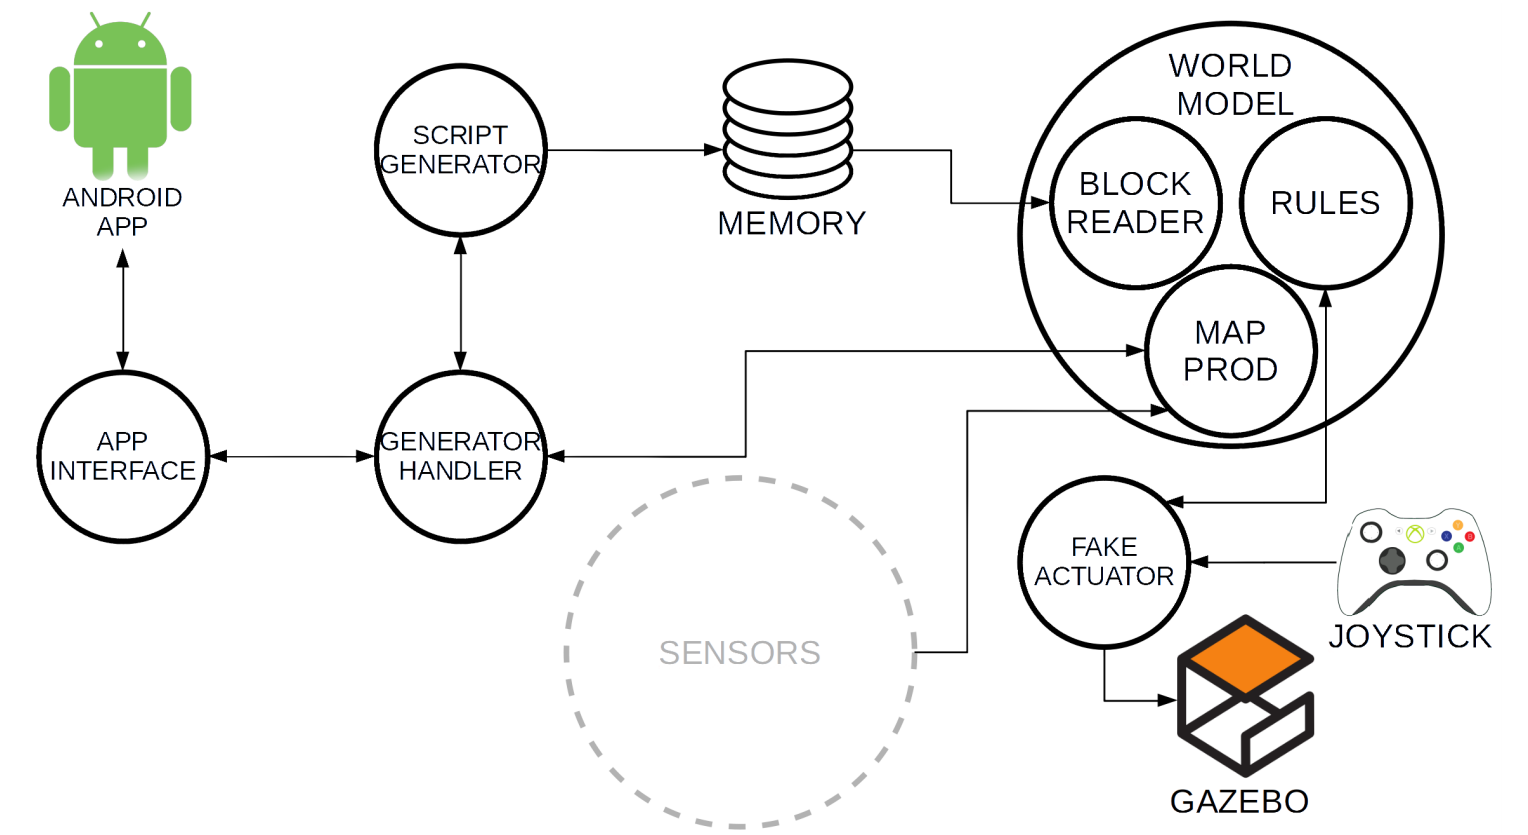 ANDROID
APP
SCRIPT
GENERATOR
MEMORY
WORLD
MODEL
BLOCK
READER
RULES
MAP
PROD
APP
INTERFACE
GENERATOR
HANDLER
SENSORS
FAKE
ACTUATOR
JOYSTICK
GAZEBO